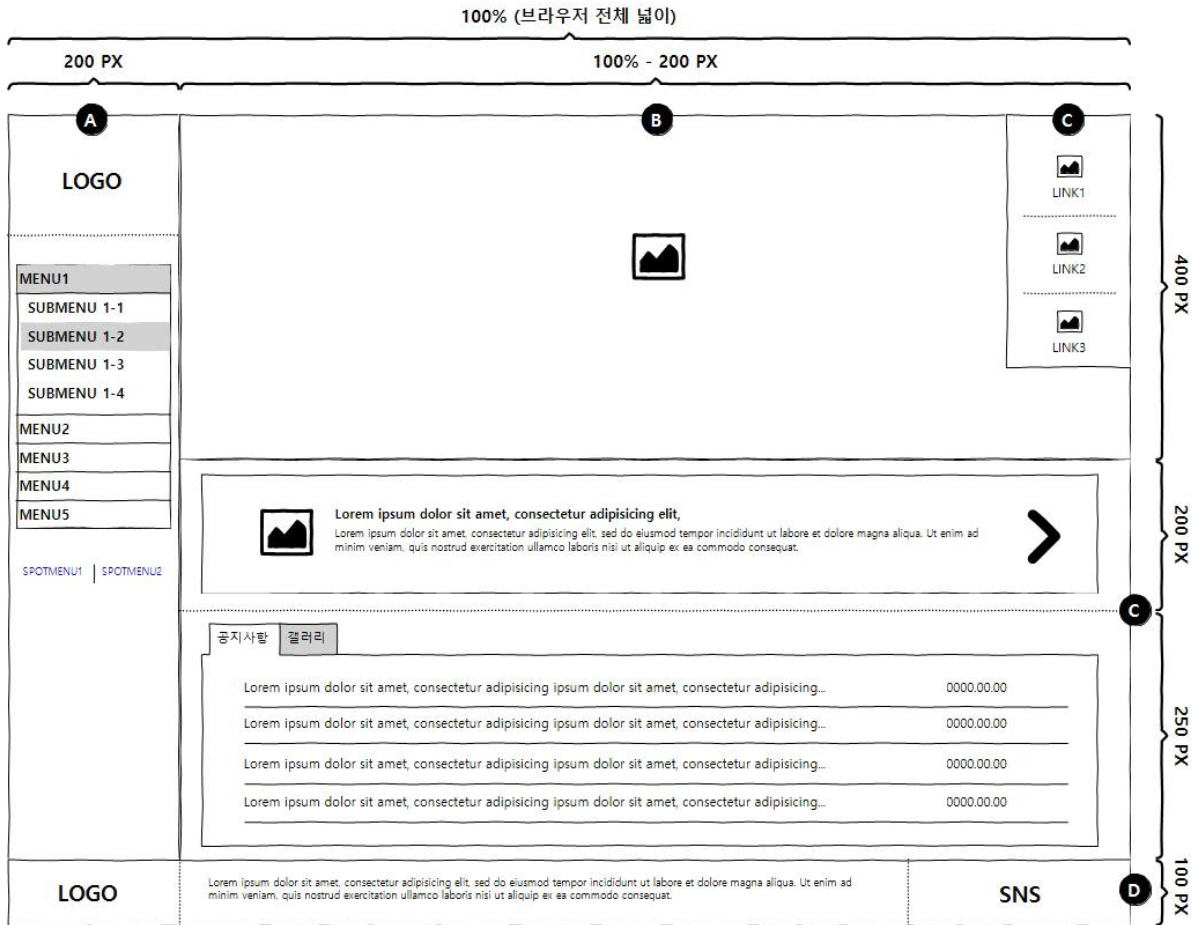 100% (브라우저 전체 넓이)
200 PX
100% - 200 PX
A
B
C
LOGO
LINK1
LINK2
LINK3
400 PX
MENU1
SUBMENU 1-1
SUBMENU 1-2
SUBMENU 1-3
SUBMENU 1-4
MENU2
MENU3
MENU4
MENU5
SPOTMENU1
SPOTMENU2
Lorem ipsum dolor sit amet, consectetur adipisicing elit,
Lorem ipsum dolor sit amet, consectetur adipisicing elit, sed do eiusmod tempor incididunt ut labore et dolore magna aliqua. Ut enim ad
minim veniam, quis nostrud exercitation ullamco laboris nisi ut aliquip ex ea commodo consequat.
200 PX
C
공지사항
갤러리
Lorem ipsum dolor sit amet, consectetur adipisicing ipsum dolor sit amet, consectetur adipisicing... 0000.00.00
Lorem ipsum dolor sit amet, consectetur adipisicing ipsum dolor sit amet, consectetur adipisicing... 0000.00.00
Lorem ipsum dolor sit amet, consectetur adipisicing ipsum dolor sit amet, consectetur adipisicing... 0000.00.00
Lorem ipsum dolor sit amet, consectetur adipisicing ipsum dolor sit amet, consectetur adipisicing... 0000.00.00
250 PX
LOGO
Lorem ipsum dolor sit amet, consectetur adipisicing elit, sed do eiusmod tempor incididunt ut labore et dolore magna aliqua. Ut enim ad
minim veniam, quis nostrud exercitation ullamco laboris nisi ut aliquip ex ea commodo consequat.
SNS
D
100 PX